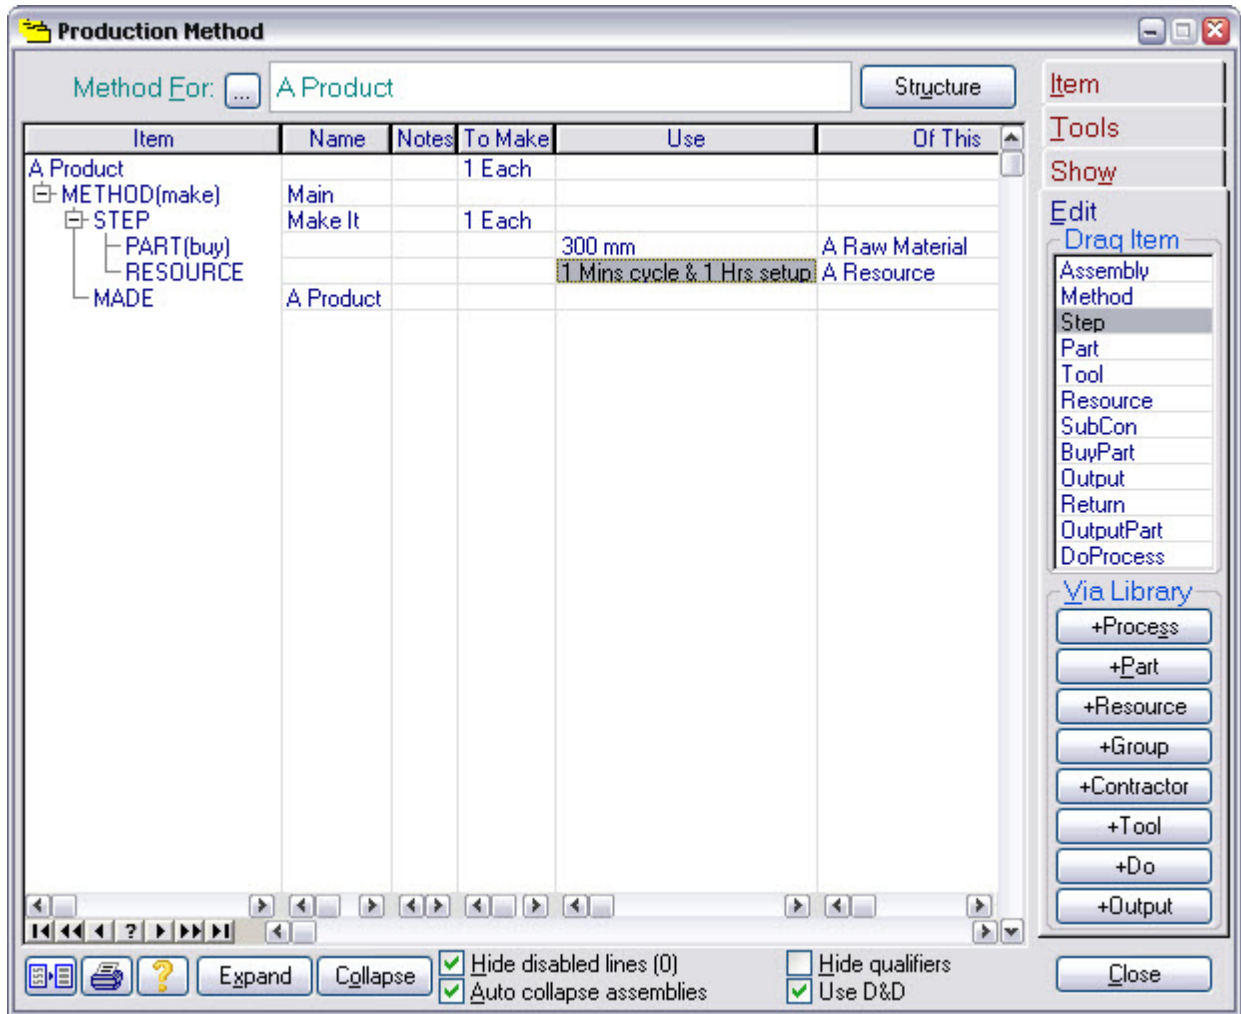 Production Method
Method For: ... A Product Structure
Item Name Notes To Make Use Of This
A Product 1 Each
METHOD(make) Main
STEP Make It 1 Each
PART(buy) 300 mm A Raw Material
RESOURCE 1 Mins cycle & 1 Hrs setup A Resource
MADE A Product
Item
Tools
Show
Edit
Drag Item
Assembly
Method
Step
Part
Tool
Resource
SubCon
BuyPart
Output
Return
OutputPart
DoProcess
Via Library
+Process
+Part
+Resource
+Group
+Contractor
+Tool
+Do
+Output
?
? Expand Collapse Hide disabled lines (0) Hide qualifiers Close
Auto collapse assemblies Use D&D